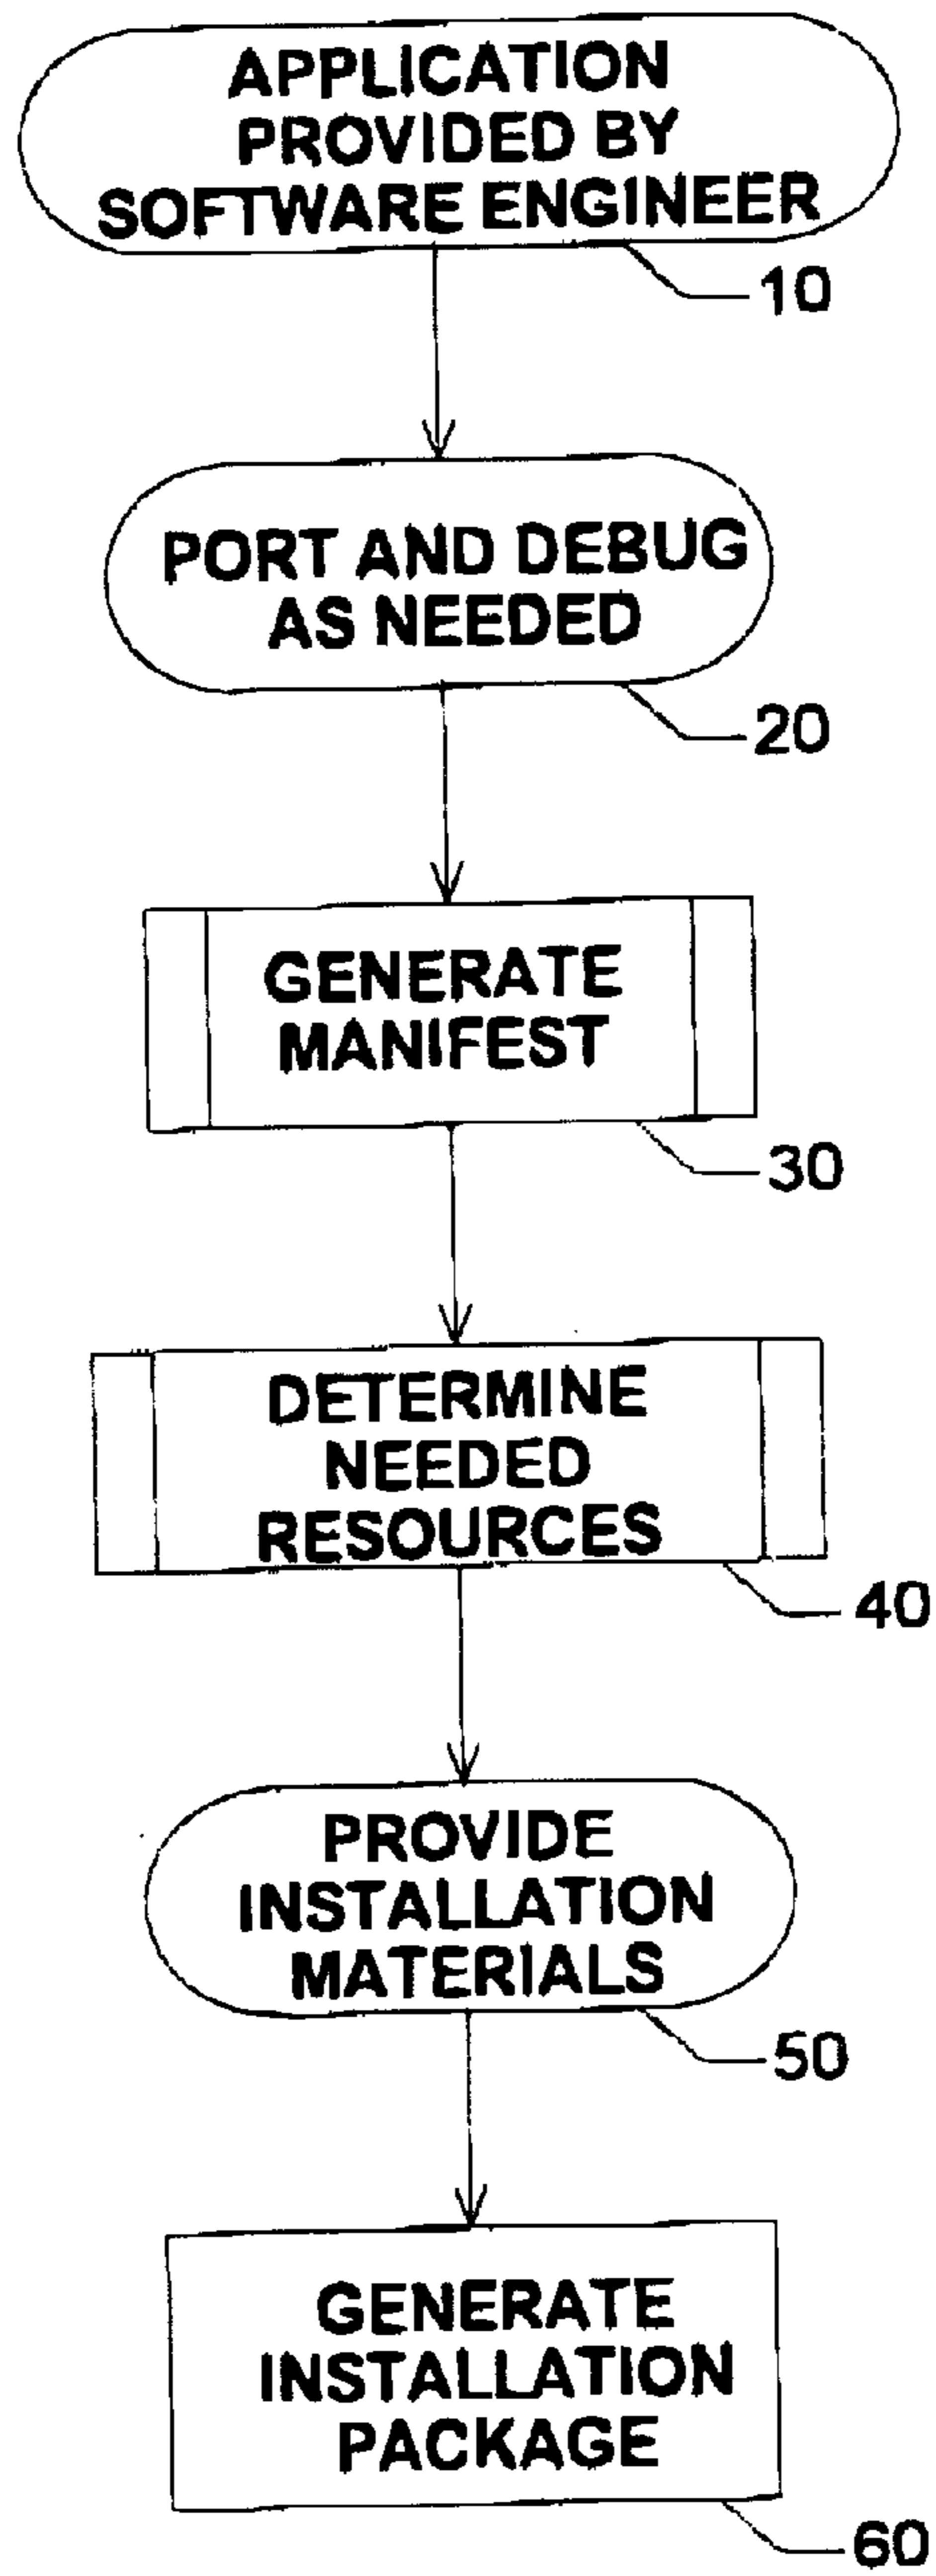 APPLICATION
PROVIDED BY
SOFTWARE ENGINEER
10
PORT AND DEBUG
AS NEEDED
20
GENERATE
MANIFEST
30
DETERMINE
NEEDED
RESOURCES
40
PROVIDE
INSTALLATION
MATERIALS
50
GENERATE
INSTALLATION
PACKAGE
60